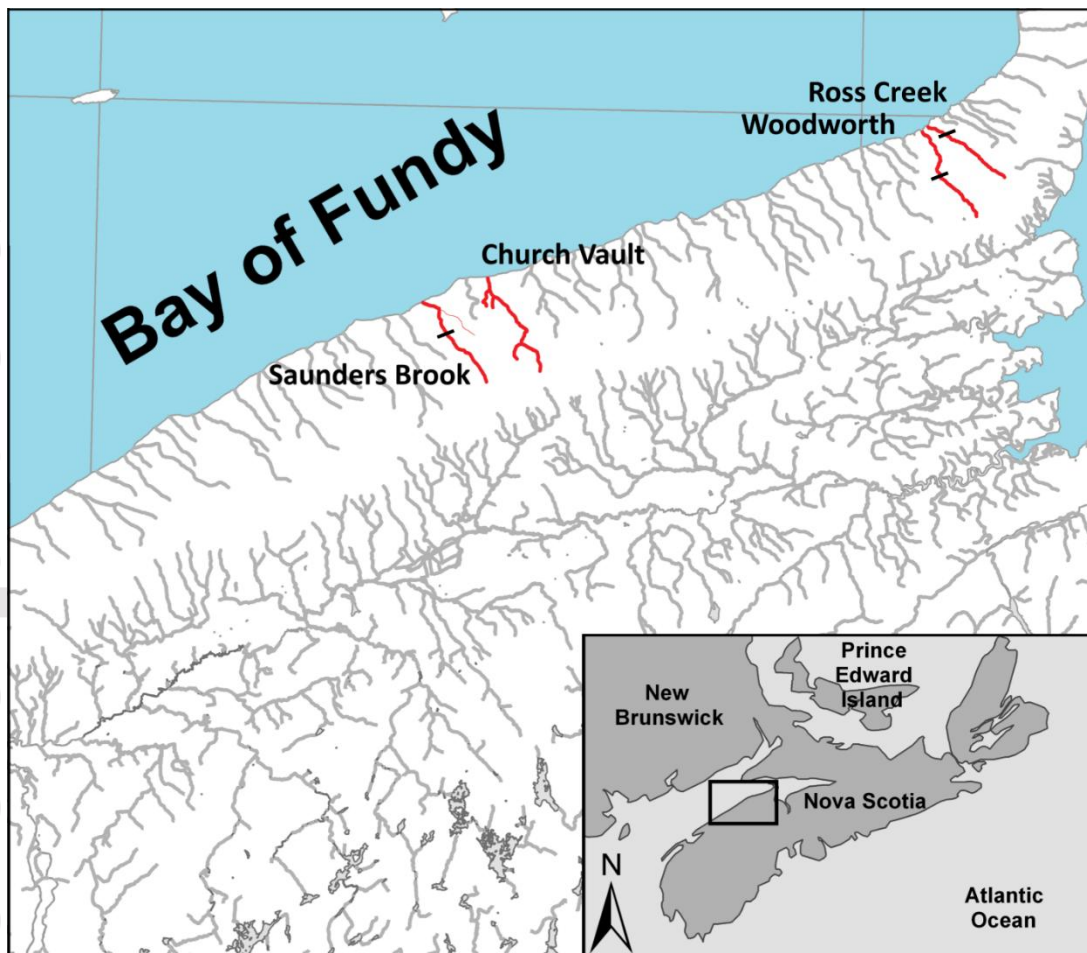 Ross Creek
Woodworth
Bay of Fundy
Church Vault
Saunders Brook
Prince
Edward
Island
New
Brunswick
Nova Scotia
N
Atlantic
Ocean